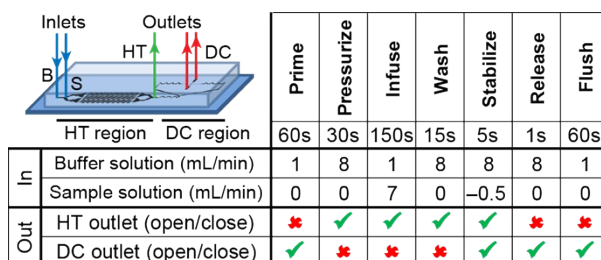 Inlets Outlets
HT DC
B S
HT region DC region
Prime Pressurize Infuse Wash Stabilize Release Flush
60s 30s 150s 15s 5s 1s 60s
In
Buffer solution (mL/min) 1 8 1 8 8 8 1
Sample solution (mL/min) 0 0 7 0 –0.5 0 0
Out
HT outlet (open/close) ✘ ✓ ✓ ✓ ✓ ✘ ✘
DC outlet (open/close) ✓ ✘ ✘ ✘ ✓ ✓ ✓